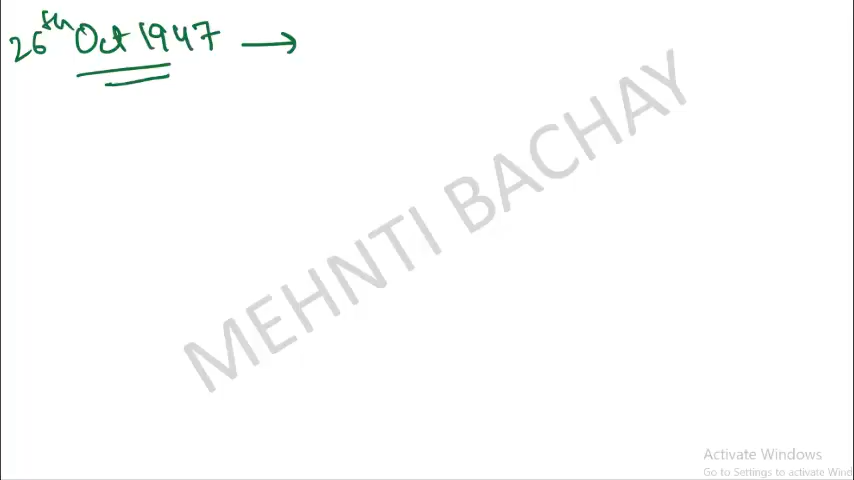 26th Oct 1947 →
MEHNTI BACHAY
Activate Windows
Go to Settings to activate Wind